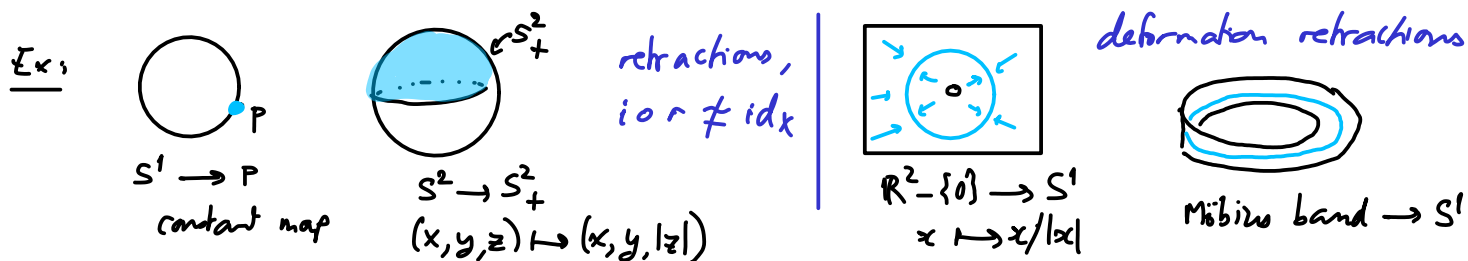 Ex:
P
S¹ → P
constant map
S²₊
S² → S²₊
(x,y,z) ↦ (x,y,|z|)
retractions,
i ∘ r ≄ id_X
0
ℝ²-{0} → S¹
x ↦ x/|x|
deformation retractions
Möbius band → S¹